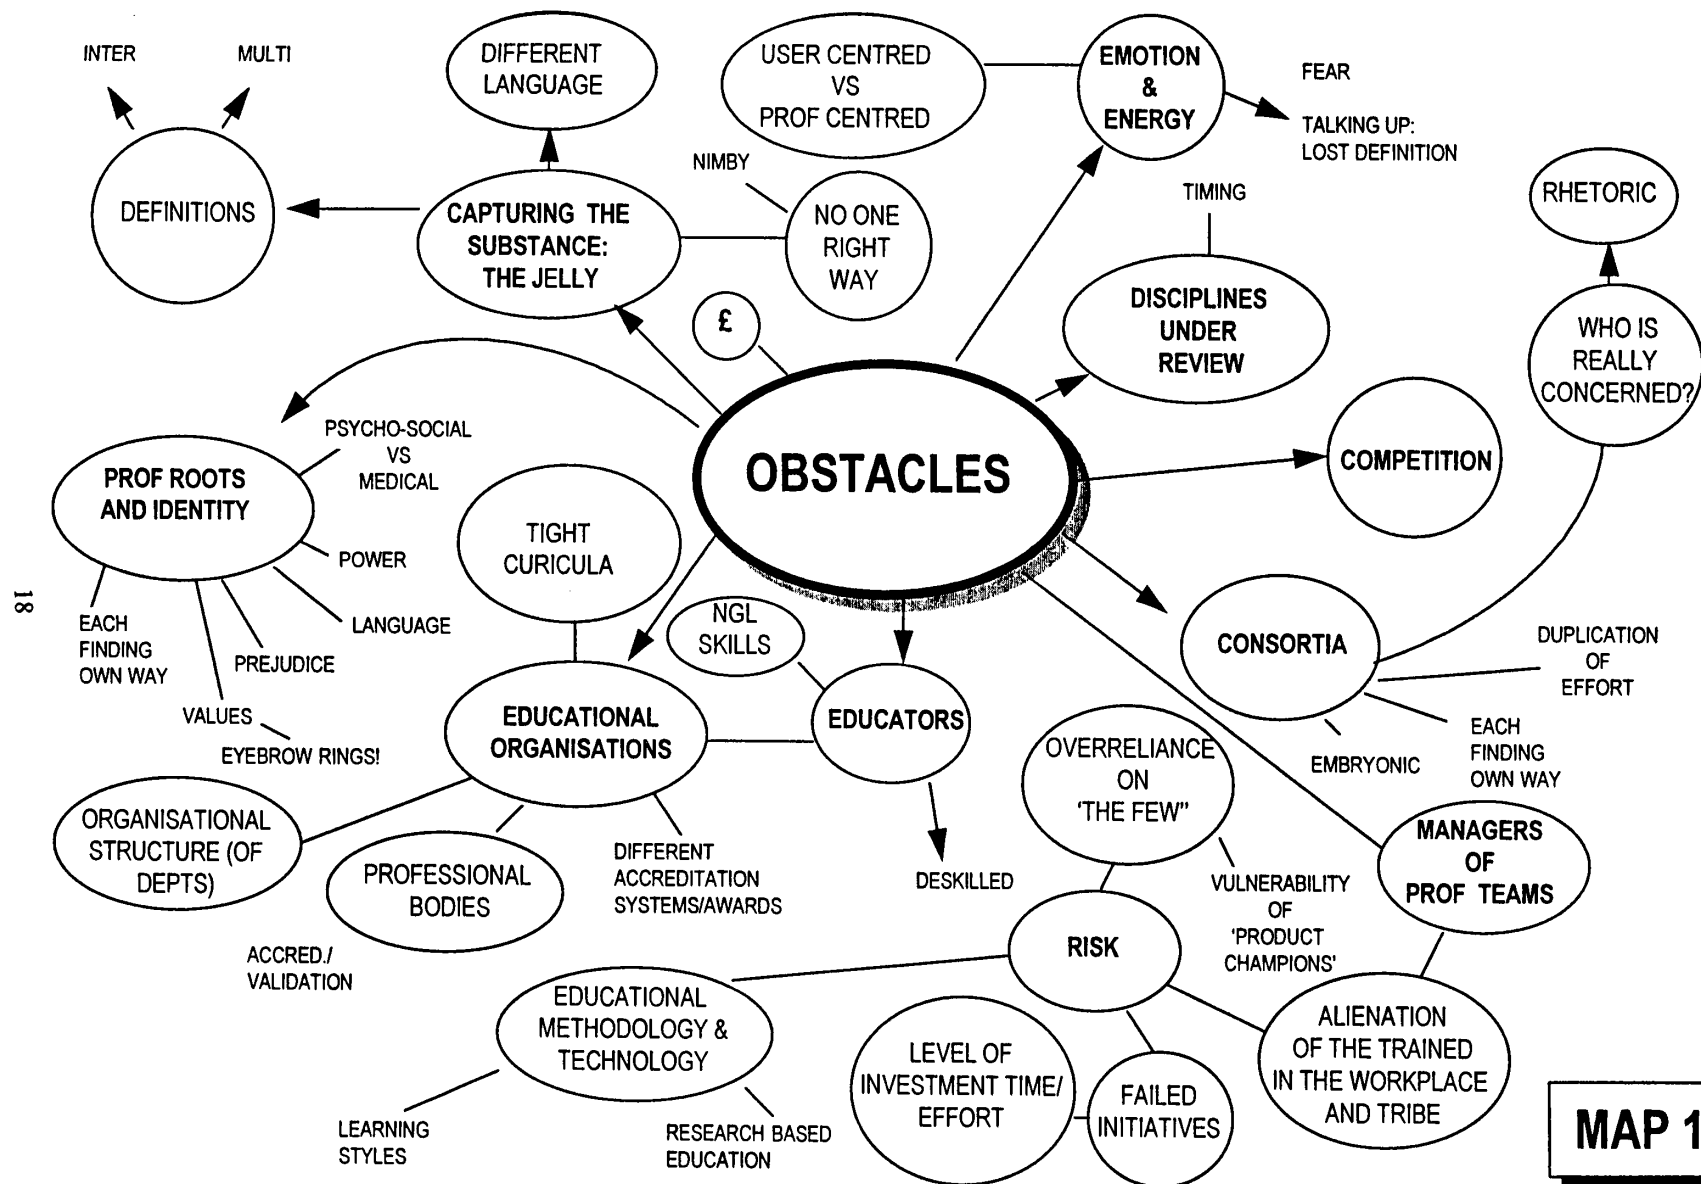 INTER
MULTI
DIFFERENT
LANGUAGE
USER CENTRED
VS
PROF CENTRED
EMOTION
&
ENERGY
FEAR
TALKING UP:
LOST DEFINITION
DEFINITIONS
CAPTURING THE
SUBSTANCE:
THE JELLY
NIMBY
NO ONE
RIGHT
WAY
TIMING
DISCIPLINES
UNDER
REVIEW
RHETORIC
WHO IS
REALLY
CONCERNED?
£
OBSTACLES
COMPETITION
PROF ROOTS
AND IDENTITY
PSYCHO-SOCIAL
VS
MEDICAL
POWER
LANGUAGE
PREJUDICE
EACH
FINDING
OWN WAY
VALUES
EYEBROW RINGS!
TIGHT
CURICULA
NGL
SKILLS
EDUCATIONAL
ORGANISATIONS
EDUCATORS
CONSORTIA
DUPLICATION
OF
EFFORT
EACH
FINDING
OWN WAY
EMBRYONIC
ORGANISATIONAL
STRUCTURE (OF
DEPTS)
PROFESSIONAL
BODIES
ACCRED./
VALIDATION
DIFFERENT
ACCREDITATION
SYSTEMS/AWARDS
DESKILLED
OVERRELIANCE
ON
'THE FEW"
VULNERABILITY
OF
'PRODUCT
CHAMPIONS'
MANAGERS
OF
PROF TEAMS
RISK
EDUCATIONAL
METHODOLOGY &
TECHNOLOGY
LEARNING
STYLES
RESEARCH BASED
EDUCATION
LEVEL OF
INVESTMENT TIME/
EFFORT
FAILED
INITIATIVES
ALIENATION
OF THE TRAINED
IN THE WORKPLACE
AND TRIBE
MAP 1
18